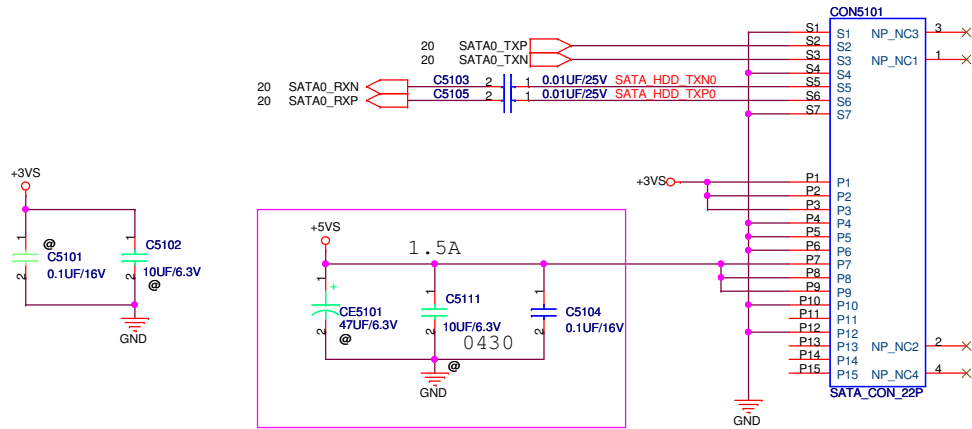 CON5101
S1 S1 NP_NC3 3
S2 S2
20 SATA0_TXP
S3 S3 NP_NC1 1
20 SATA0_TXN
S4 S4
20 SATA0_RXN C5103 2 1 0.01UF/25V SATA_HDD_TXN0 S5 S5
20 SATA0_RXP C5105 2 1 0.01UF/25V SATA_HDD_TXP0 S6 S6
S7 S7
+3VS
1 1
@
C5101
0.1UF/16V
C5102
10UF/6.3V
@
2 2
GND
+5VS
1.5A
1 1 1
+
CE5101
47UF/6.3V
@
C5111
10UF/6.3V
0430
@
C5104
0.1UF/16V
2 2 2
GND
+3VS
P1 P1
P2 P2
P3 P3
P4 P4
P5 P5
P6 P6
P7 P7
P8 P8
P9 P9
P10 P10
P11 P11
P12 P12
P13 P13 NP_NC2 2
P14 P14
P15 P15 NP_NC4 4
SATA_CON_22P
GND